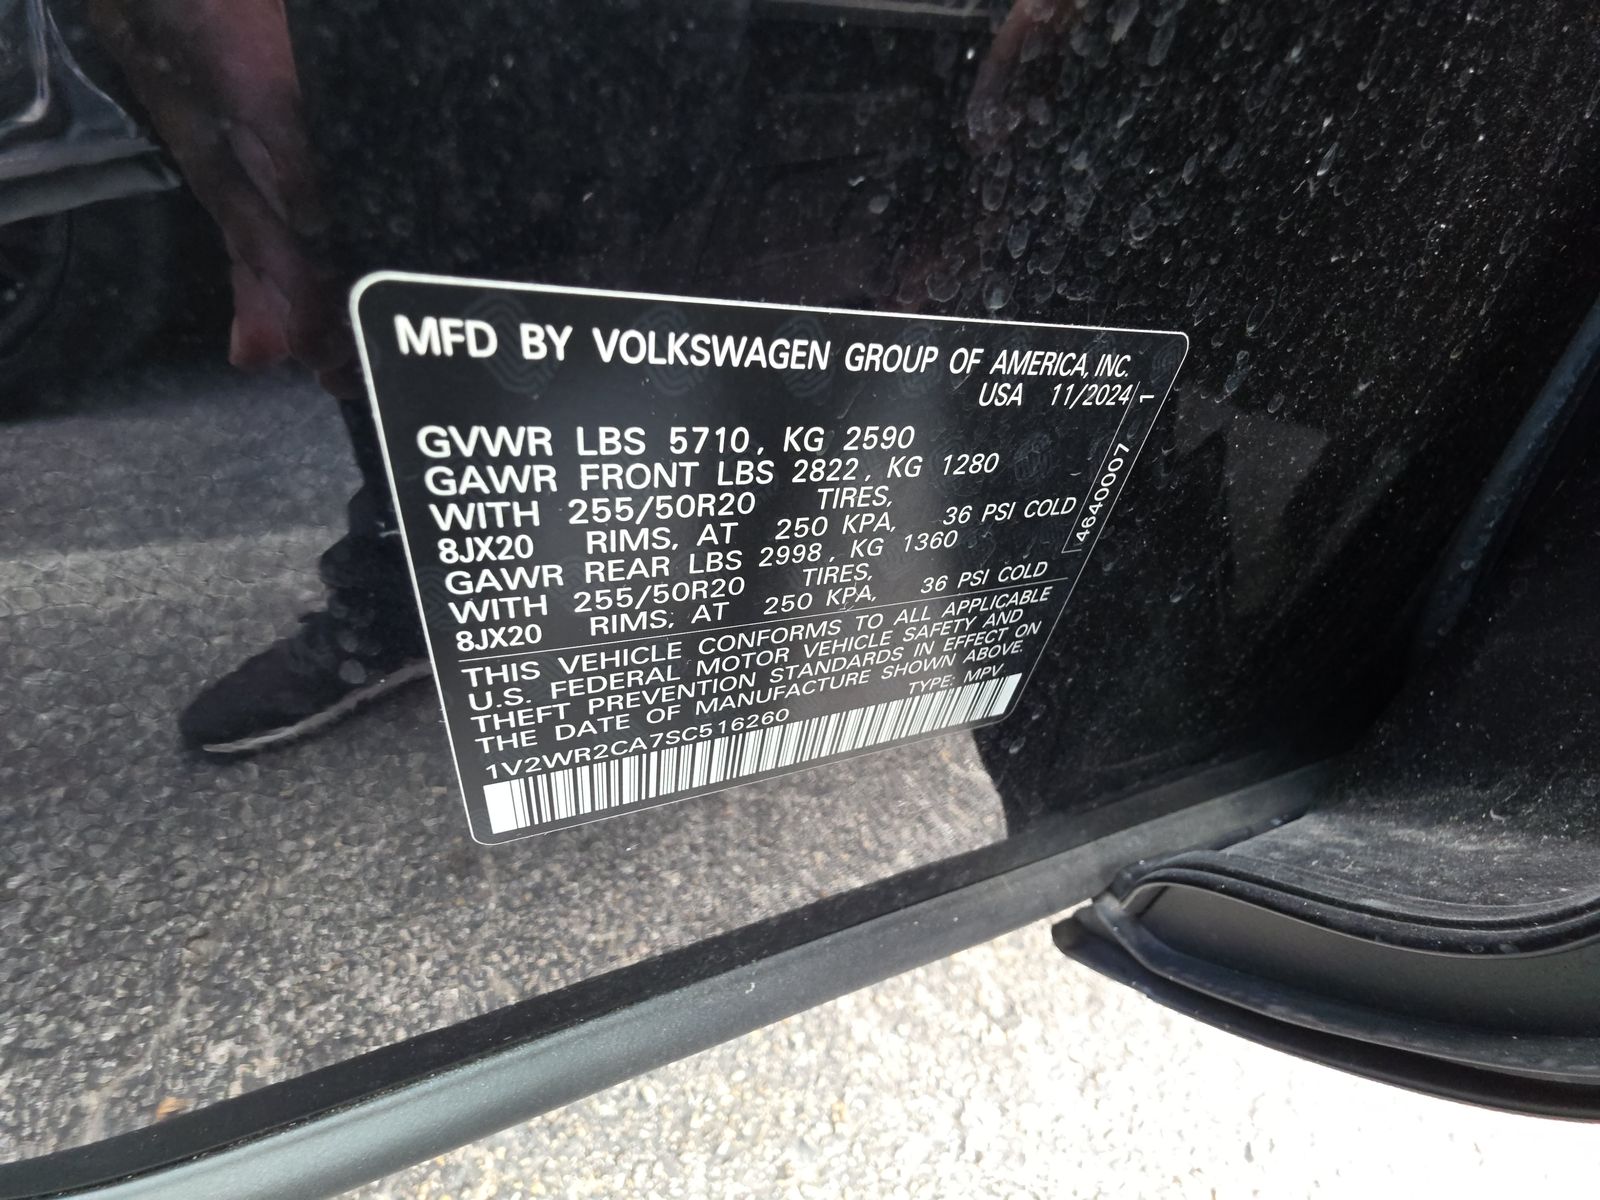 MFD BY VOLKSWAGEN GROUP OF AMERICA, INC.
USA 11/2024
GVWR LBS 5710, KG 2590
GAWR FRONT LBS 2822, KG 1280
WITH 255/50R20 TIRES,
8JX20 RIMS, AT 250 KPA, 36 PSI COLD
GAWR REAR LBS 2998, KG 1360
WITH 255/50R20 TIRES,
8JX20 RIMS: AT 250 KPA, 36 PSI COLD
THIS VEHICLE CONFORMS TO ALL APPLICABLE
U.S. FEDERAL MOTOR VEHICLE SAFETY AND
THEFT PREVENTION STANDARDS IN EFFECT ON
THE DATE OF MANUFACTURE SHOWN ABOVE.
1V2WR2CA7SC516260 TYPE: MPV
4640007 1